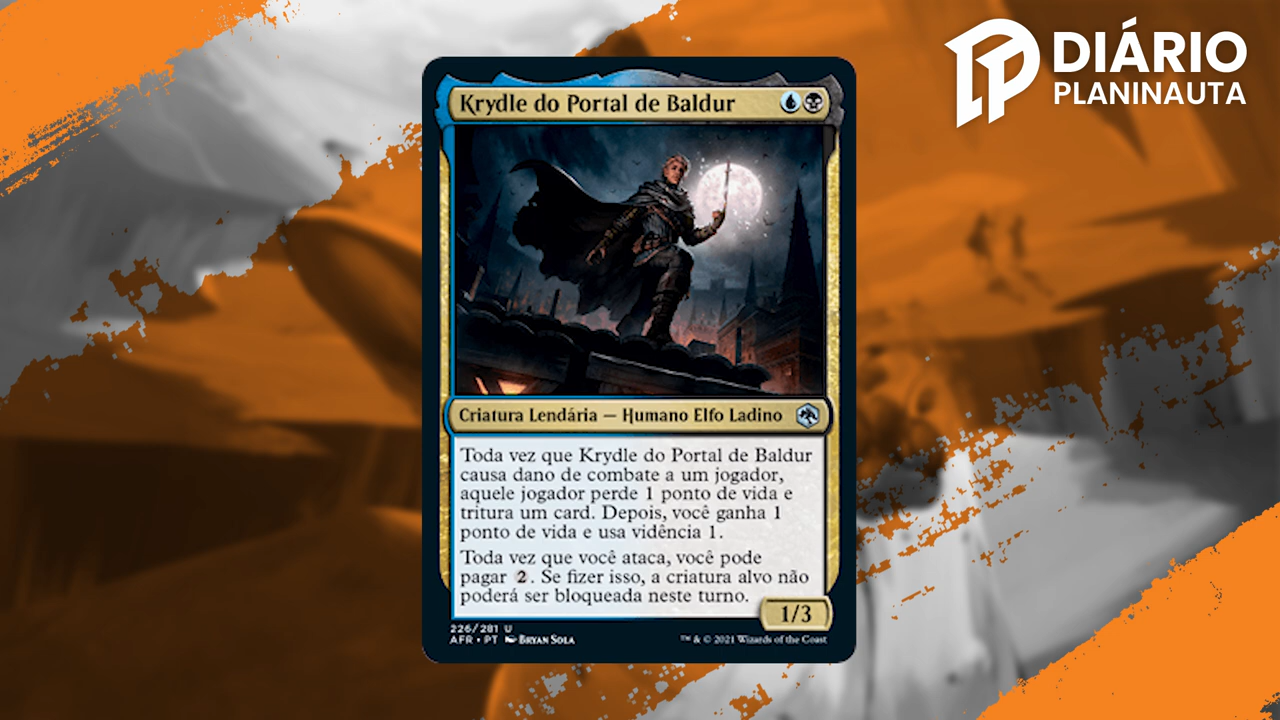 DIÁRIO
PLANINAUTA
Krydle do Portal de Baldur
Criatura Lendária — Humano Elfo Ladino
Toda vez que Krydle do Portal de Baldur
causa dano de combate a um jogador,
aquele jogador perde 1 ponto de vida e
tritura um card. Depois, você ganha 1
ponto de vida e usa vidência 1.
Toda vez que você ataca, você pode
pagar 2. Se fizer isso, a criatura alvo não
poderá ser bloqueada neste turno.
1/3
226/281 U
AFR • PT BRYAN SOLA
™ & © 2021 Wizards of the Coast